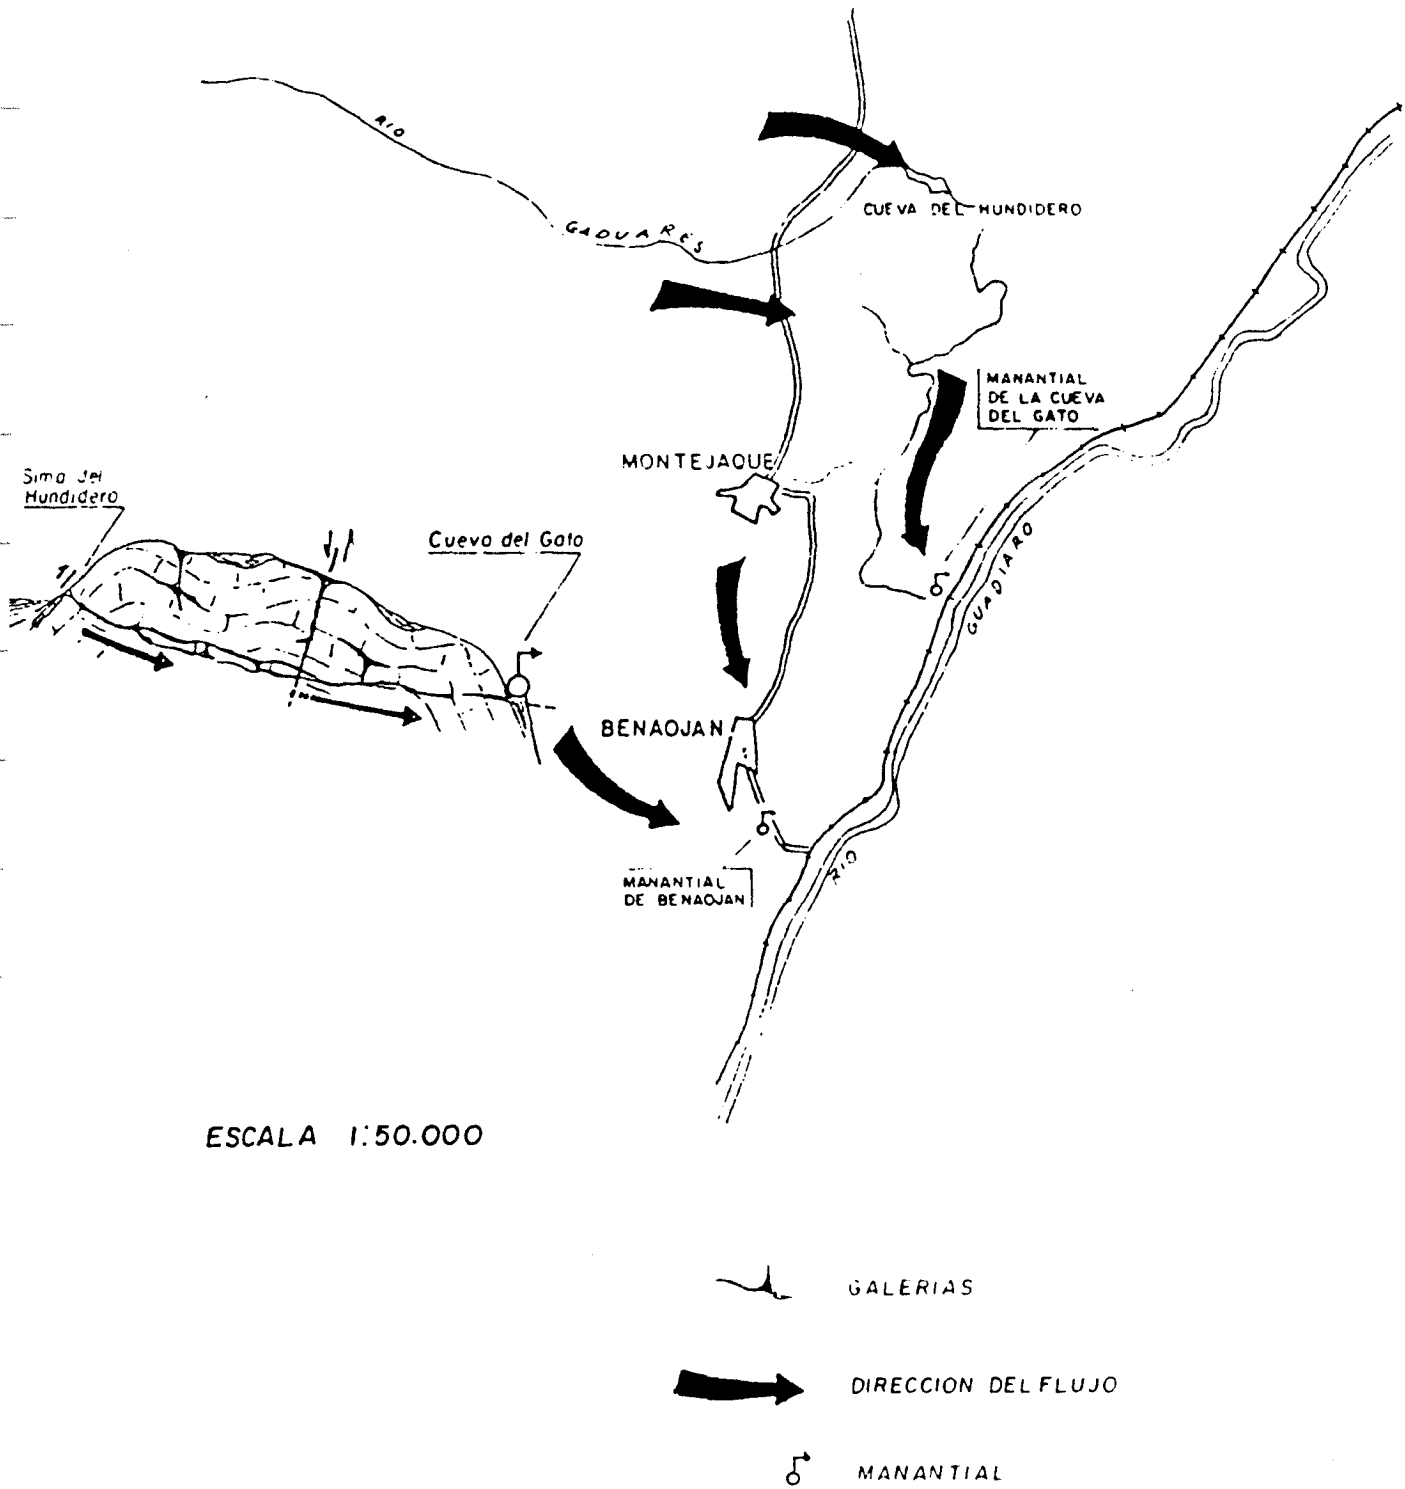 RIO
GADUARES
CUEVA DEL HUNDIDERO
MANANTIAL
DE LA CUEVA
DEL GATO
MONTEJAQUE
Sima del
Hundidero
Cueva del Gato
GUADIARO
BENAOJAN
RIO
MANANTIAL
DE BENAOJAN
ESCALA 1:50.000
GALERIAS
DIRECCION DEL FLUJO
MANANTIAL